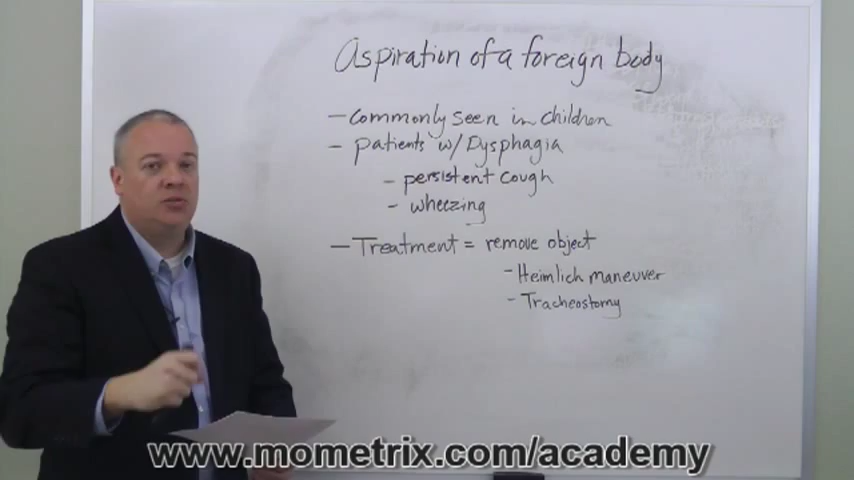 Aspiration of a foreign body
- Commonly seen in children
- patients w/ Dysphagia
- persistent cough
- wheezing
- Treatment = remove object
- Heimlich maneuver
- Tracheostomy
www.mometrix.com/academy